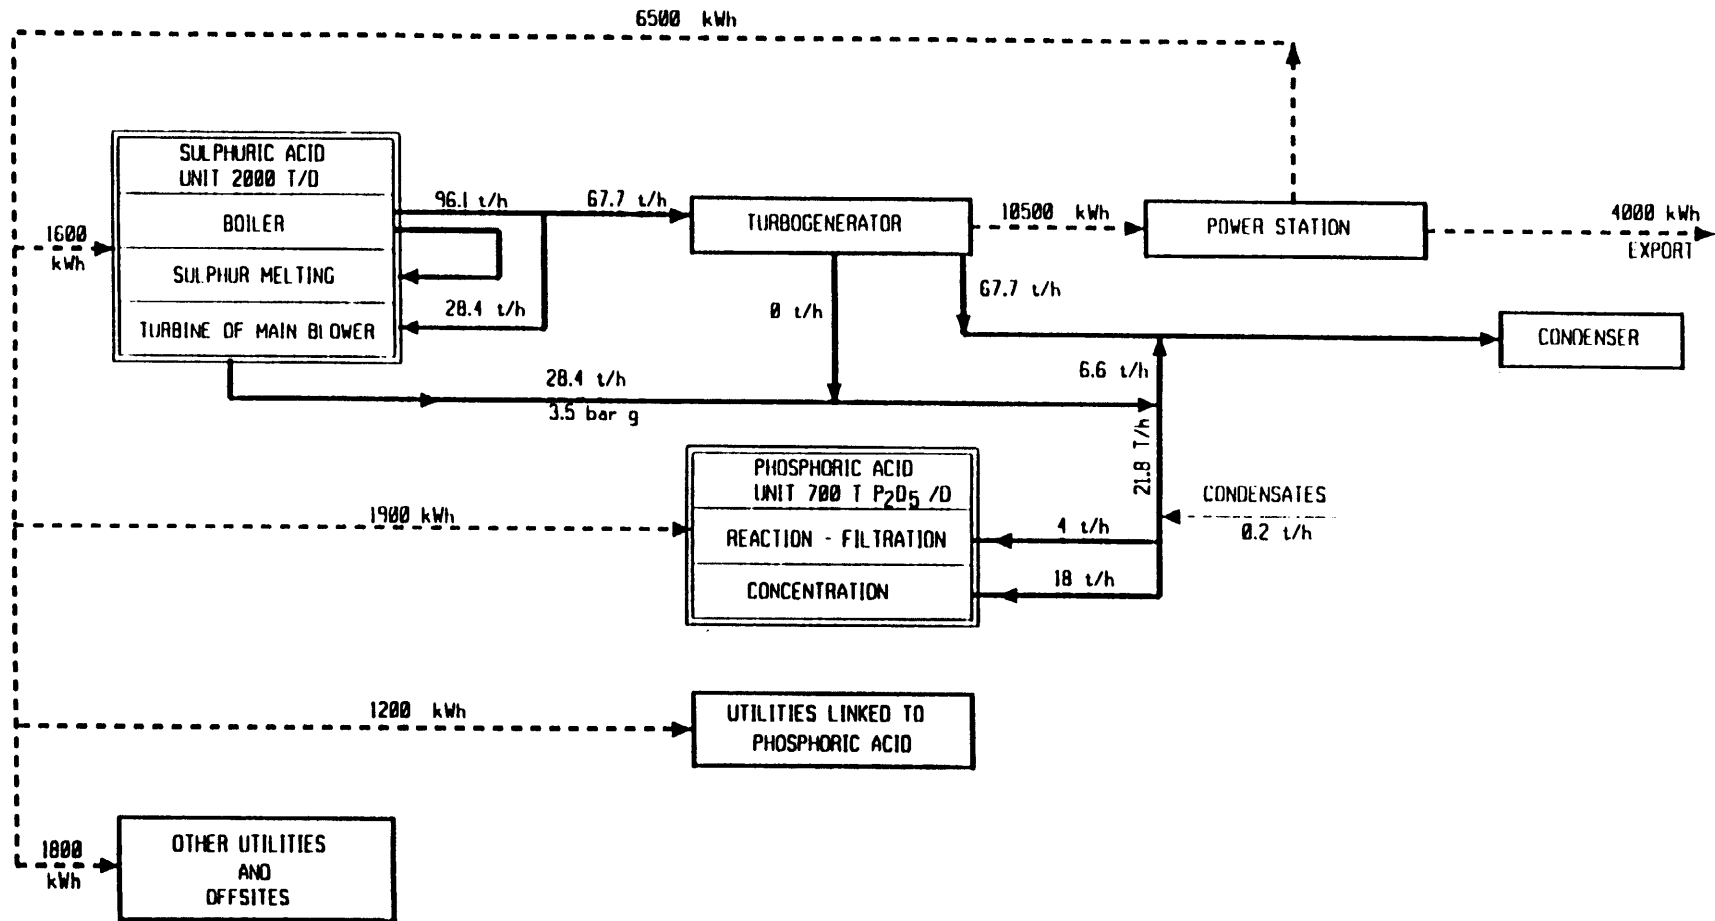 6500 kWh
SULPHURIC ACID
UNIT 2000 T/D
BOILER
SULPHUR MELTING
TURBINE OF MAIN BLOWER
1600
kWh
96.1 t/h
67.7 t/h
28.4 t/h
TURBOGENERATOR
10500 kWh
POWER STATION
4000 kWh
EXPORT
0 t/h
67.7 t/h
CONDENSER
28.4 t/h
3.5 bar g
6.6 t/h
21.8 T/h
PHOSPHORIC ACID
UNIT 700 T P2O5 /D
REACTION - FILTRATION
CONCENTRATION
1900 kWh
4 t/h
18 t/h
CONDENSATES
0.2 t/h
1200 kWh
UTILITIES LINKED TO
PHOSPHORIC ACID
1800
kWh
OTHER UTILITIES
AND
OFFSITES